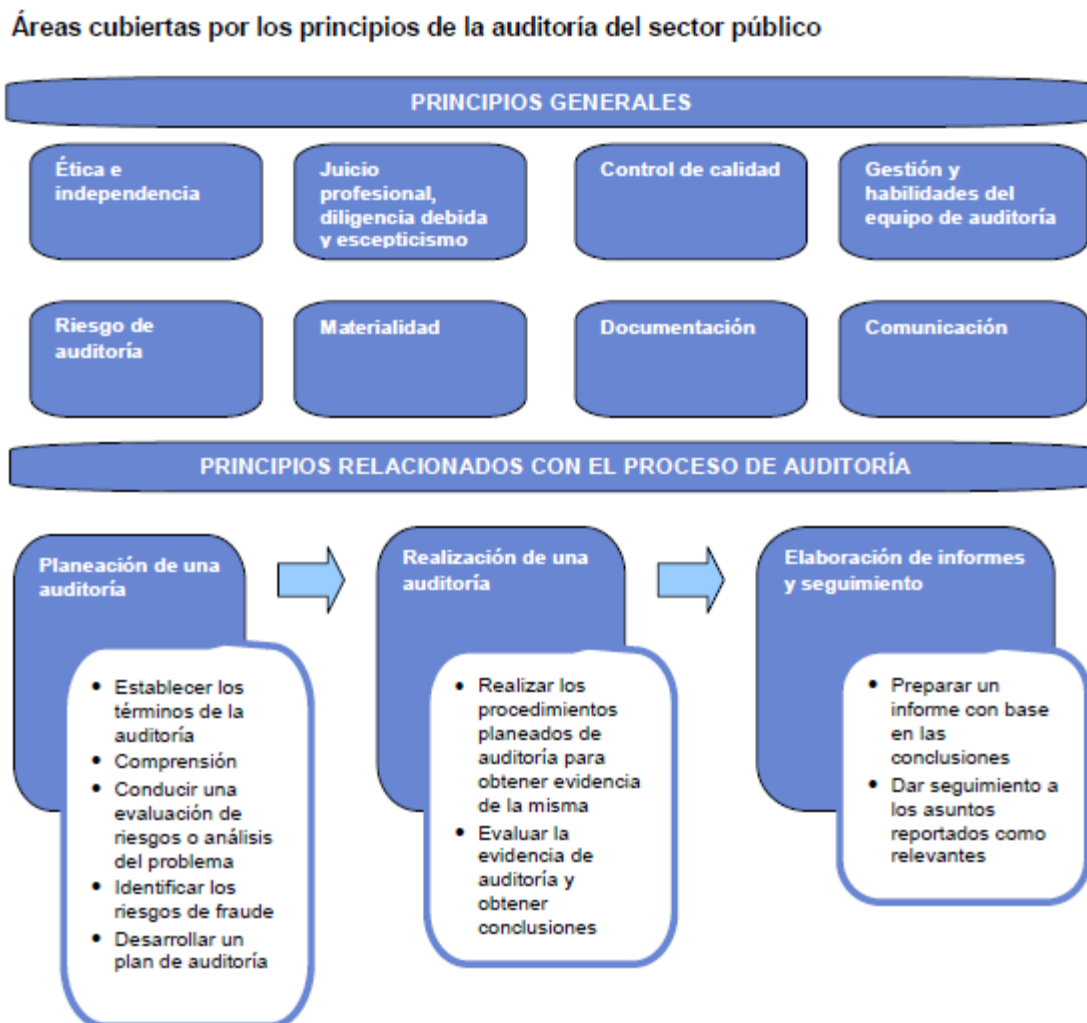 Áreas cubiertas por los principios de la auditoría del sector público
PRINCIPIOS GENERALES
Ética e
independencia
Juicio
profesional,
diligencia debida
y escepticismo
Control de calidad
Gestión y
habilidades del
equipo de auditoría
Riesgo de
auditoría
Materialidad
Documentación
Comunicación
PRINCIPIOS RELACIONADOS CON EL PROCESO DE AUDITORÍA
Planeación de una
auditoría
• Establecer los
términos de la
auditoría
• Comprensión
• Conducir una
evaluación de
riesgos o análisis
del problema
• Identificar los
riesgos de fraude
• Desarrollar un
plan de auditoría
Realización de una
auditoría
• Realizar los
procedimientos
planeados de
auditoría para
obtener evidencia
de la misma
• Evaluar la
evidencia de
auditoría y
obtener
conclusiones
Elaboración de informes
y seguimiento
• Preparar un
informe con base
en las
conclusiones
• Dar seguimiento a
los asuntos
reportados como
relevantes